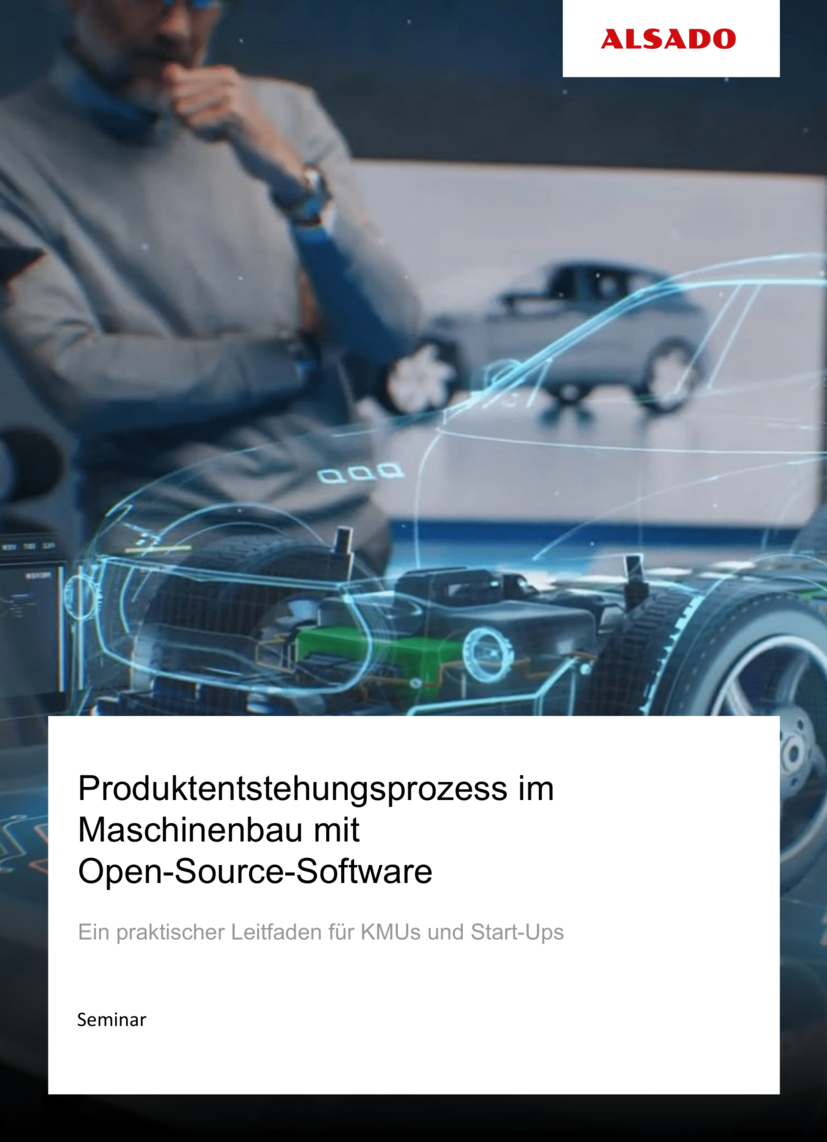 ALSADO
Produktentstehungsprozess im
Maschinenbau mit
Open-Source-Software
Ein praktischer Leitfaden für KMUs und Start-Ups
Seminar